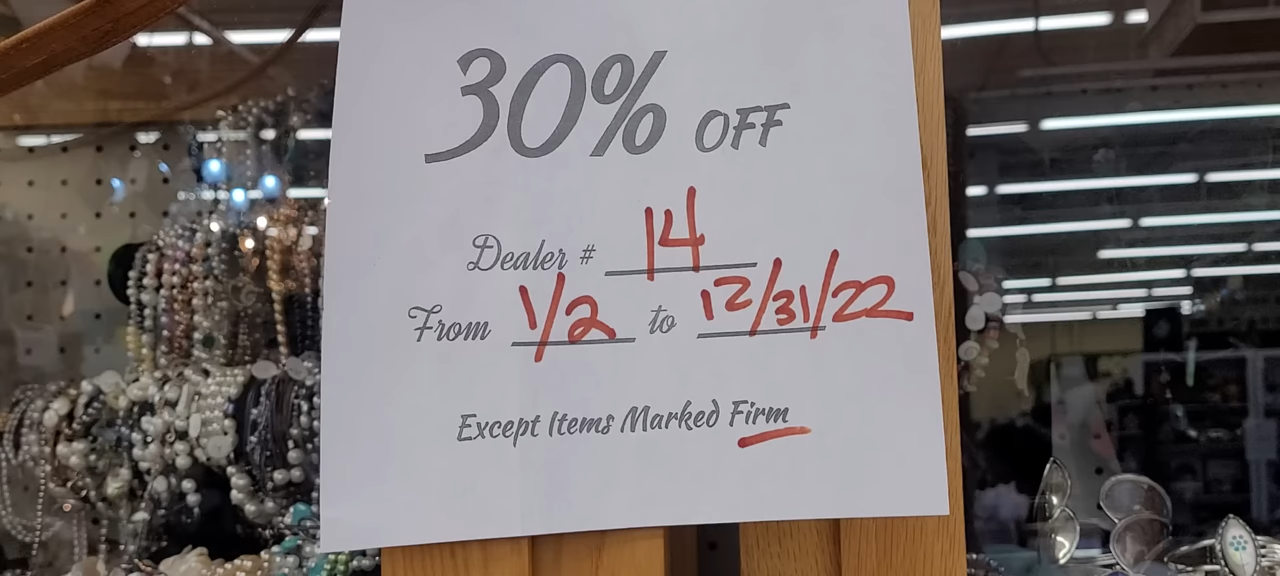 30% OFF
Dealer # 14
From 1/2 to 12/31/22
Except Items Marked Firm